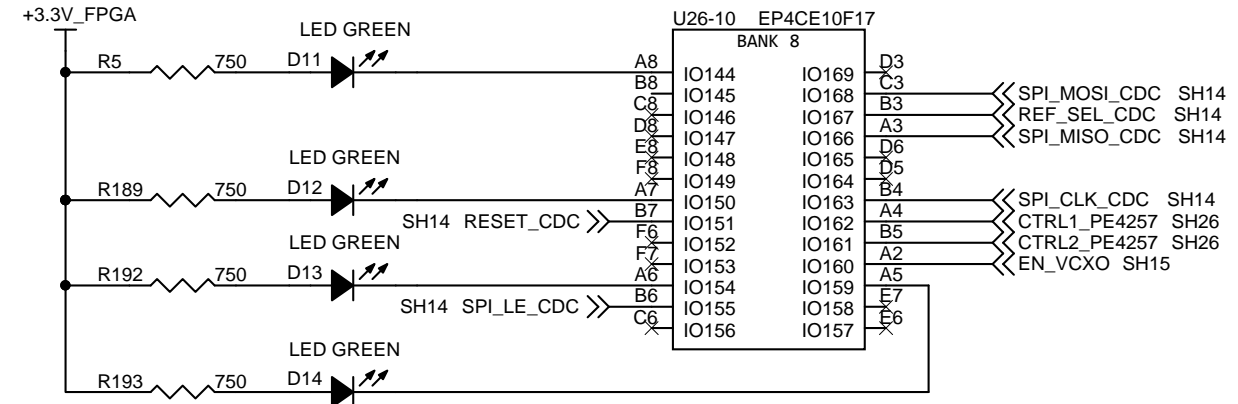 +3.3V_FPGA
U26-10 EP4CE10F17
BANK 8
LED GREEN
R5 750 D11
A8 IO144 IO169 D3
B8 IO145 IO168 C3 SPI_MOSI_CDC SH14
C8 IO146 IO167 B3 REF_SEL_CDC SH14
D8 IO147 IO166 A3 SPI_MISO_CDC SH14
E8 IO148 IO165 D6
F8 IO149 IO164 D5
LED GREEN
R189 750 D12
A7 IO150 IO163 B4 SPI_CLK_CDC SH14
SH14 RESET_CDC B7 IO151 IO162 A4 CTRL1_PE4257 SH26
F6 IO152 IO161 B5 CTRL2_PE4257 SH26
F7 IO153 IO160 A2 EN_VCXO SH15
LED GREEN
R192 750 D13
A6 IO154 IO159 A5
SH14 SPI_LE_CDC B6 IO155 IO158 E7
C6 IO156 IO157 E6
LED GREEN
R193 750 D14